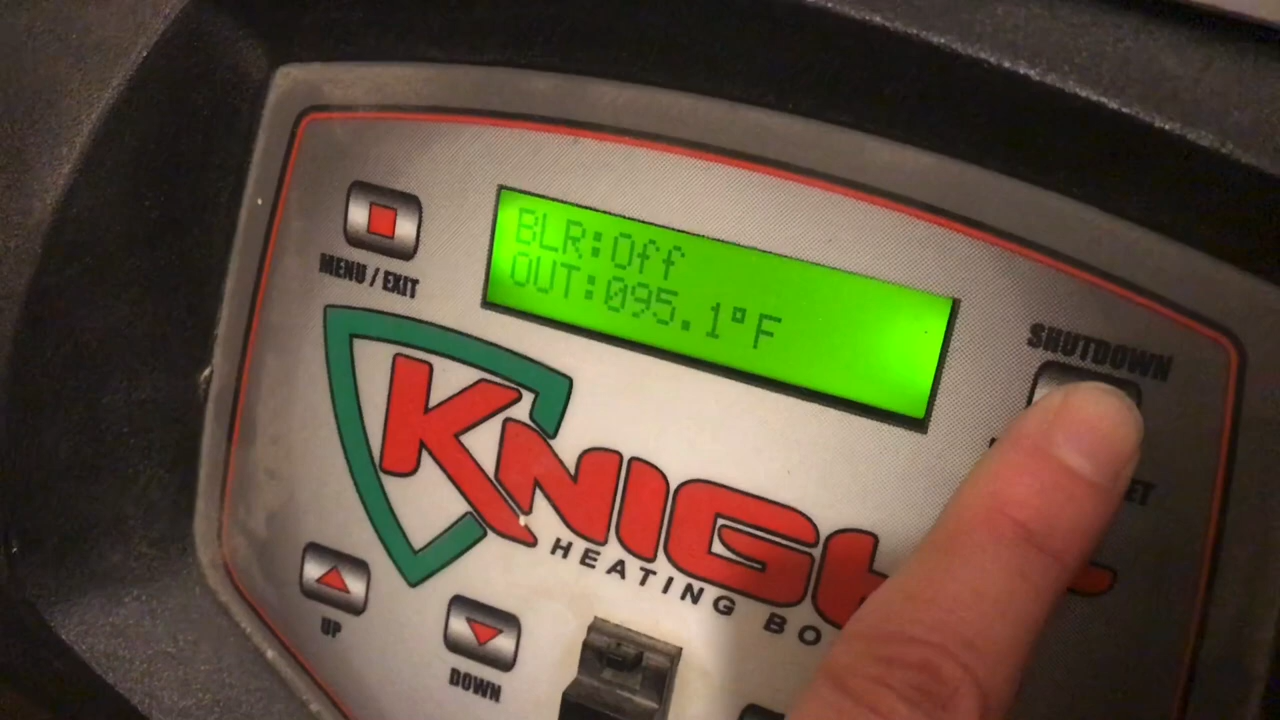 MENU / EXIT
BLR:Off
OUT:095.1°F
SHUTDOWN
KNIGHT
HEATING BO
UP
DOWN